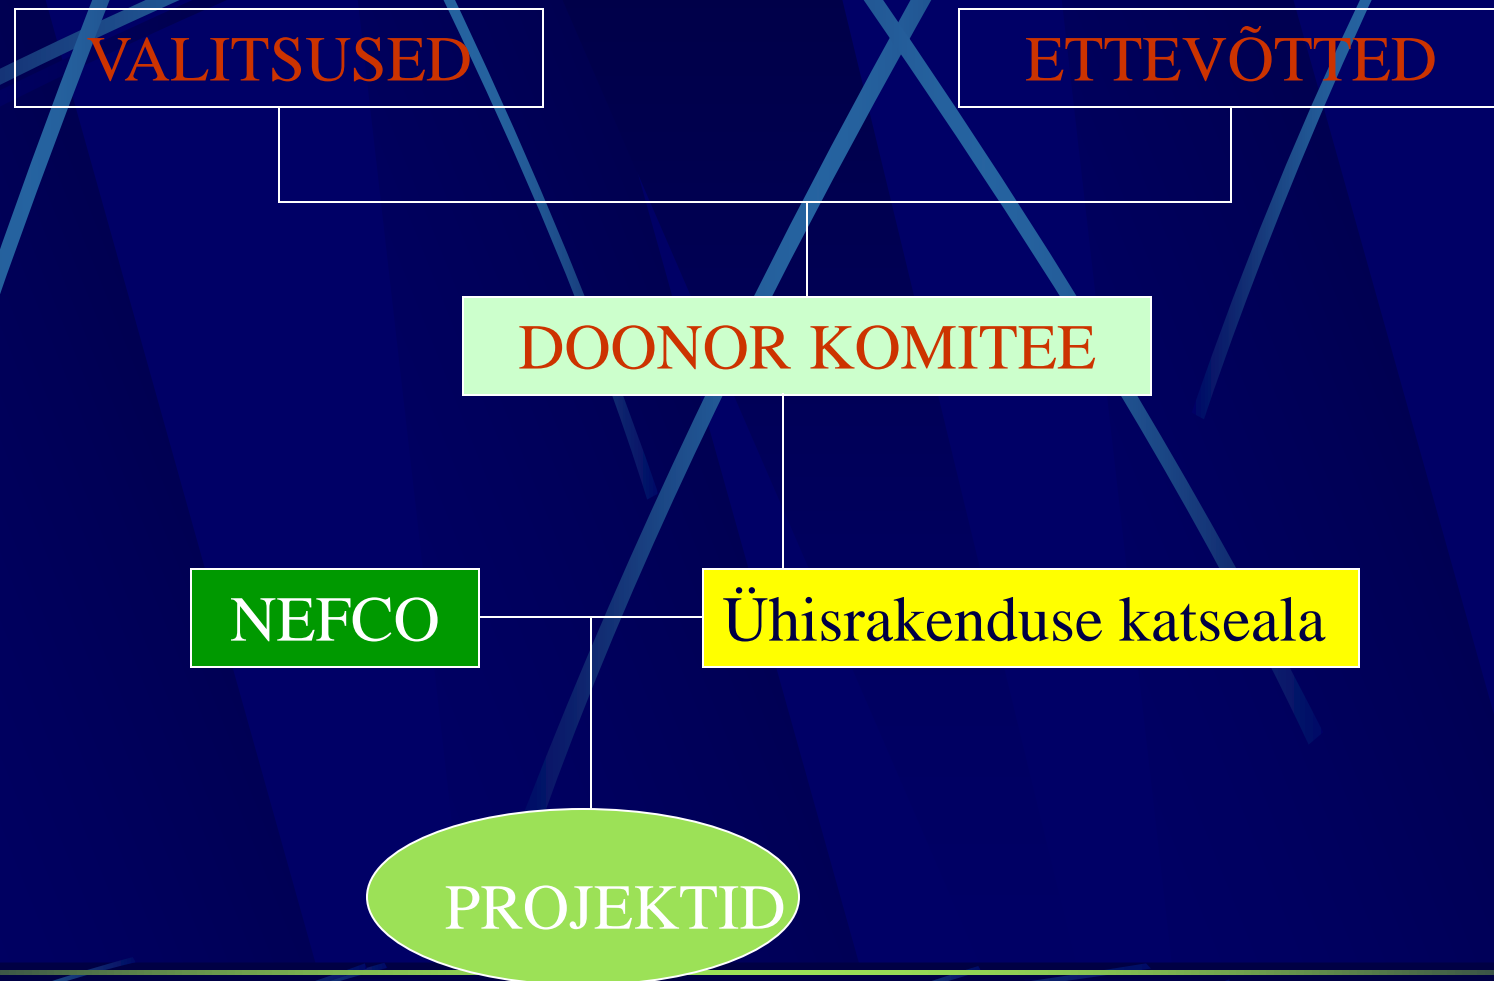 VALITSUSED
ETTEVÕTTED
DOONOR KOMITEE
NEFCO
Ühisrakenduse katseala
PROJEKTID